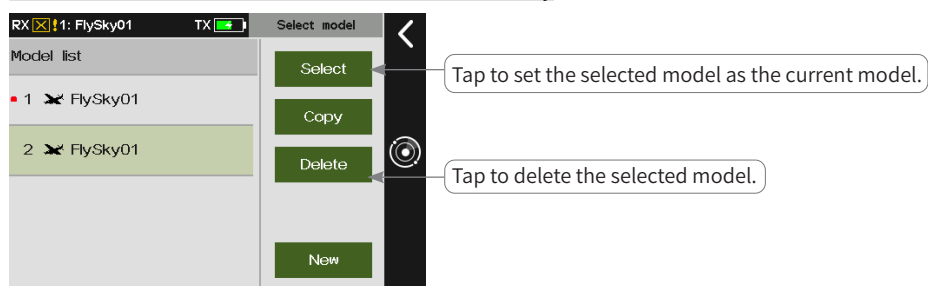 RX ! 1: FlySky01 TX
Select model
Model list
Select
Tap to set the selected model as the current model.
1 FlySky01
Copy
2 FlySky01
Delete
Tap to delete the selected model.
New